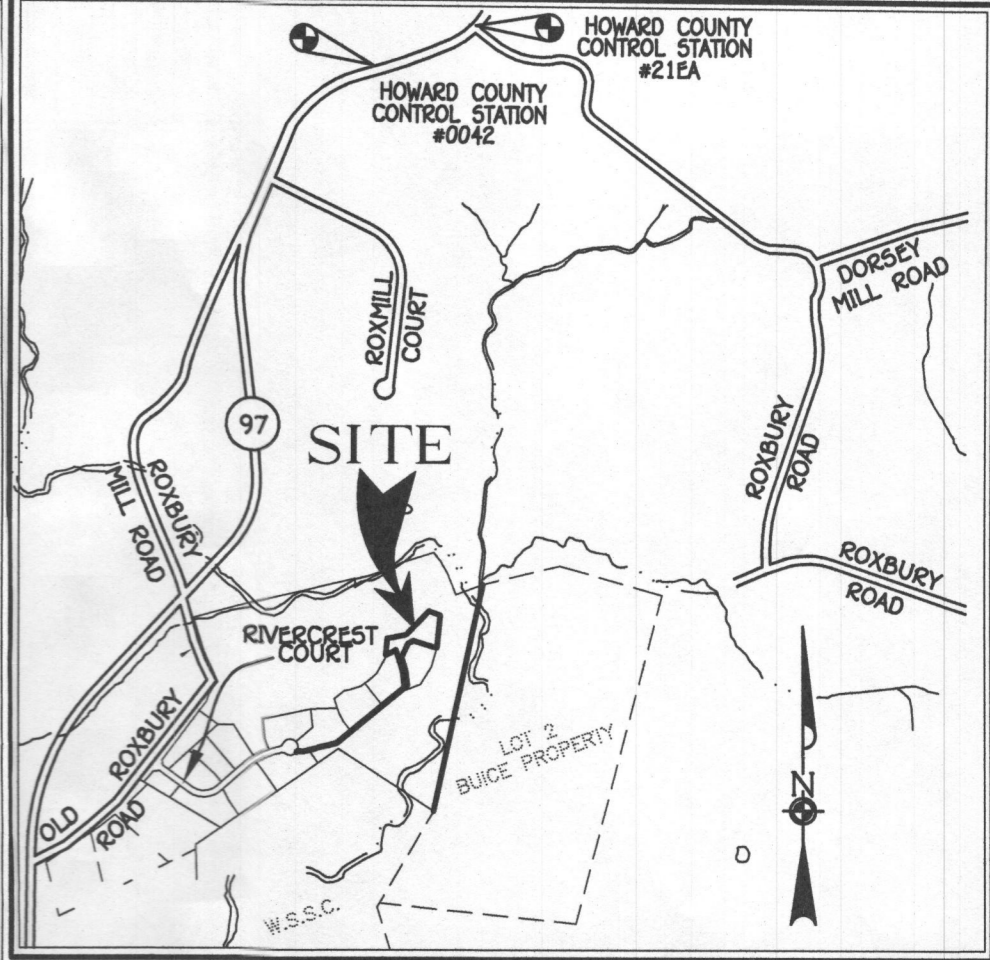 HOWARD COUNTY
CONTROL STATION
#21EA
HOWARD COUNTY
CONTROL STATION
#0042
DORSEY
MILL ROAD
ROXMILL
COURT
97
SITE
ROXBURY
ROAD
ROXBURY
MILL ROAD
ROXBURY
ROAD
RIVERCREST
COURT
OLD ROXBURY
ROAD
LOT 2
BUICE PROPERTY
N
W.S.S.C.